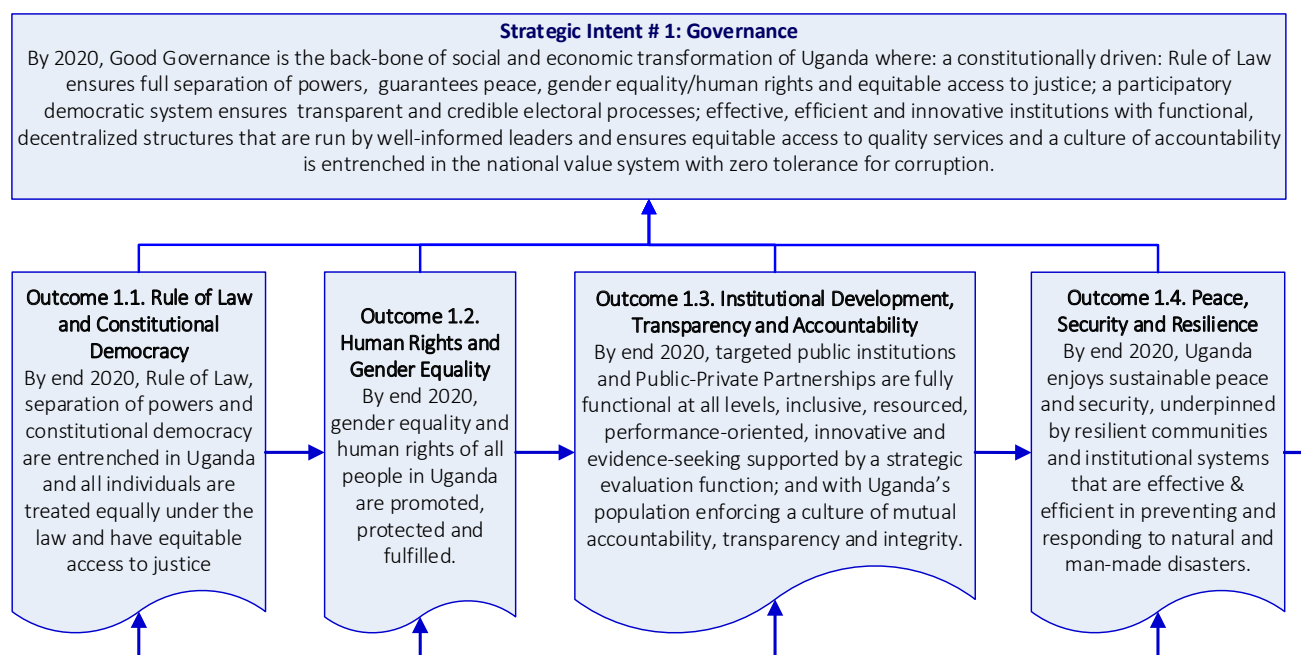 Strategic Intent # 1: Governance
By 2020, Good Governance is the back-bone of social and economic transformation of Uganda where: a constitutionally driven: Rule of Law
ensures full separation of powers, guarantees peace, gender equality/human rights and equitable access to justice; a participatory
democratic system ensures transparent and credible electoral processes; effective, efficient and innovative institutions with functional,
decentralized structures that are run by well-informed leaders and ensures equitable access to quality services and a culture of accountability
is entrenched in the national value system with zero tolerance for corruption.
Outcome 1.1. Rule of Law
and Constitutional
Democracy
By end 2020, Rule of Law,
separation of powers and
constitutional democracy
are entrenched in Uganda
and all individuals are
treated equally under the
law and have equitable
access to justice
Outcome 1.2.
Human Rights and
Gender Equality
By end 2020,
gender equality and
human rights of all
people in Uganda
are promoted,
protected and
fulfilled.
Outcome 1.3. Institutional Development,
Transparency and Accountability
By end 2020, targeted public institutions
and Public-Private Partnerships are fully
functional at all levels, inclusive, resourced,
performance-oriented, innovative and
evidence-seeking supported by a strategic
evaluation function; and with Uganda's
population enforcing a culture of mutual
accountability, transparency and integrity.
Outcome 1.4. Peace,
Security and Resilience
By end 2020, Uganda
enjoys sustainable peace
and security, underpinned
by resilient communities
and institutional systems
that are effective &
efficient in preventing and
responding to natural and
man-made disasters.